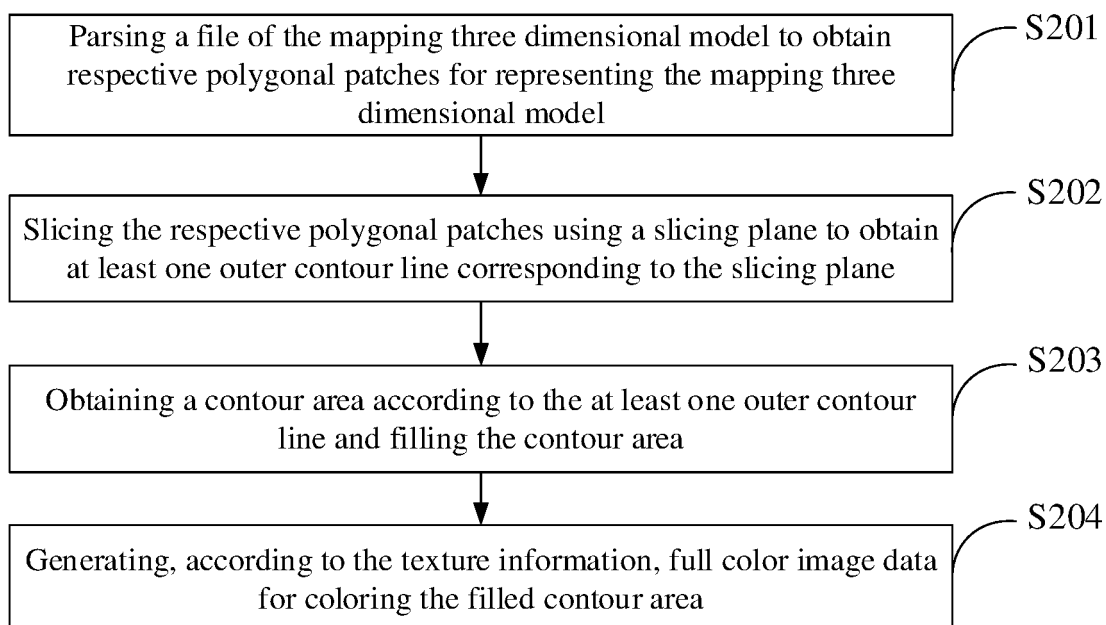 Parsing a file of the mapping three dimensional model to obtain
respective polygonal patches for representing the mapping three
dimensional model
S201
Slicing the respective polygonal patches using a slicing plane to obtain
at least one outer contour line corresponding to the slicing plane
S202
Obtaining a contour area according to the at least one outer contour
line and filling the contour area
S203
Generating, according to the texture information, full color image data
for coloring the filled contour area
S204